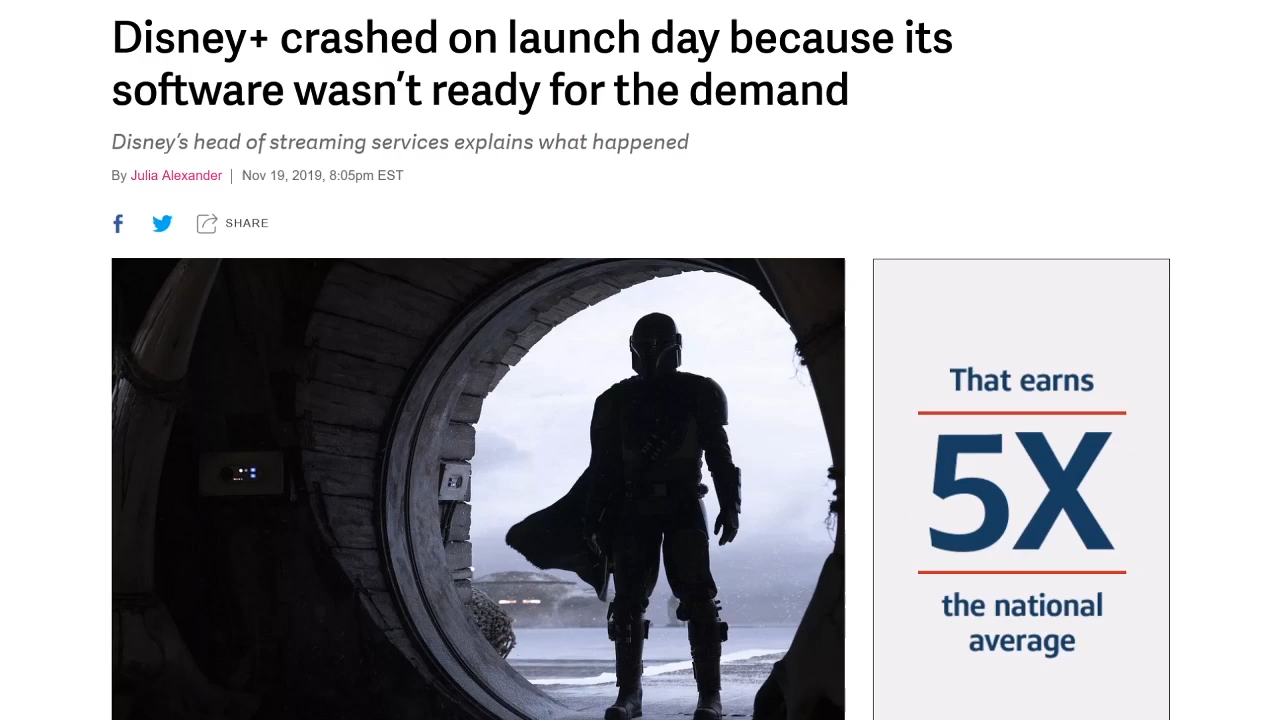 Disney+ crashed on launch day because its
software wasn't ready for the demand
Disney's head of streaming services explains what happened
By Julia Alexander | Nov 19, 2019, 8:05pm EST
SHARE
That earns
5X
the national
average